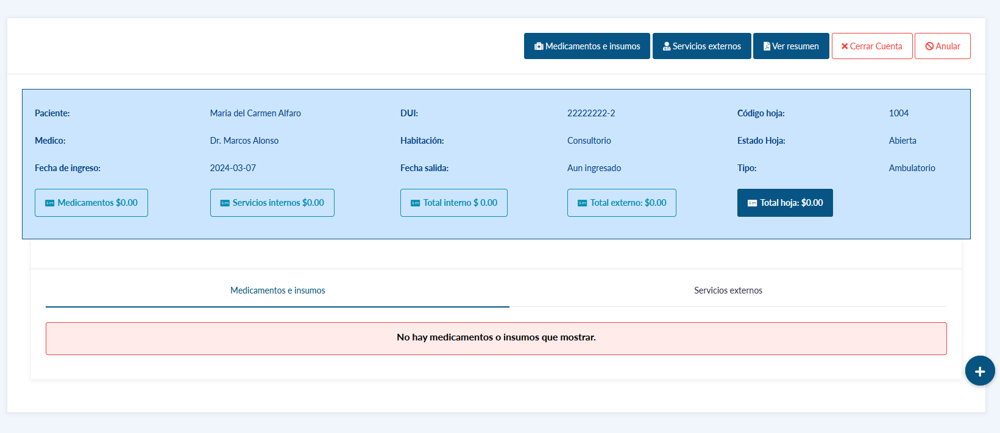 Medicamentos e insumos Servicios externos Ver resumen Cerrar Cuenta Anular
Paciente: Maria del Carmen Alfaro DUI: 22222222-2 Código hoja: 1004
Medico: Dr. Marcos Alonso Habitación: Consultorio Estado Hoja: Abierta
Fecha de ingreso: 2024-03-07 Fecha salida: Aun ingresado Tipo: Ambulatorio
Medicamentos $0.00 Servicios internos $0.00 Total interno $ 0.00 Total externo: $0.00 Total hoja: $0.00
Medicamentos e insumos Servicios externos
No hay medicamentos o insumos que mostrar.